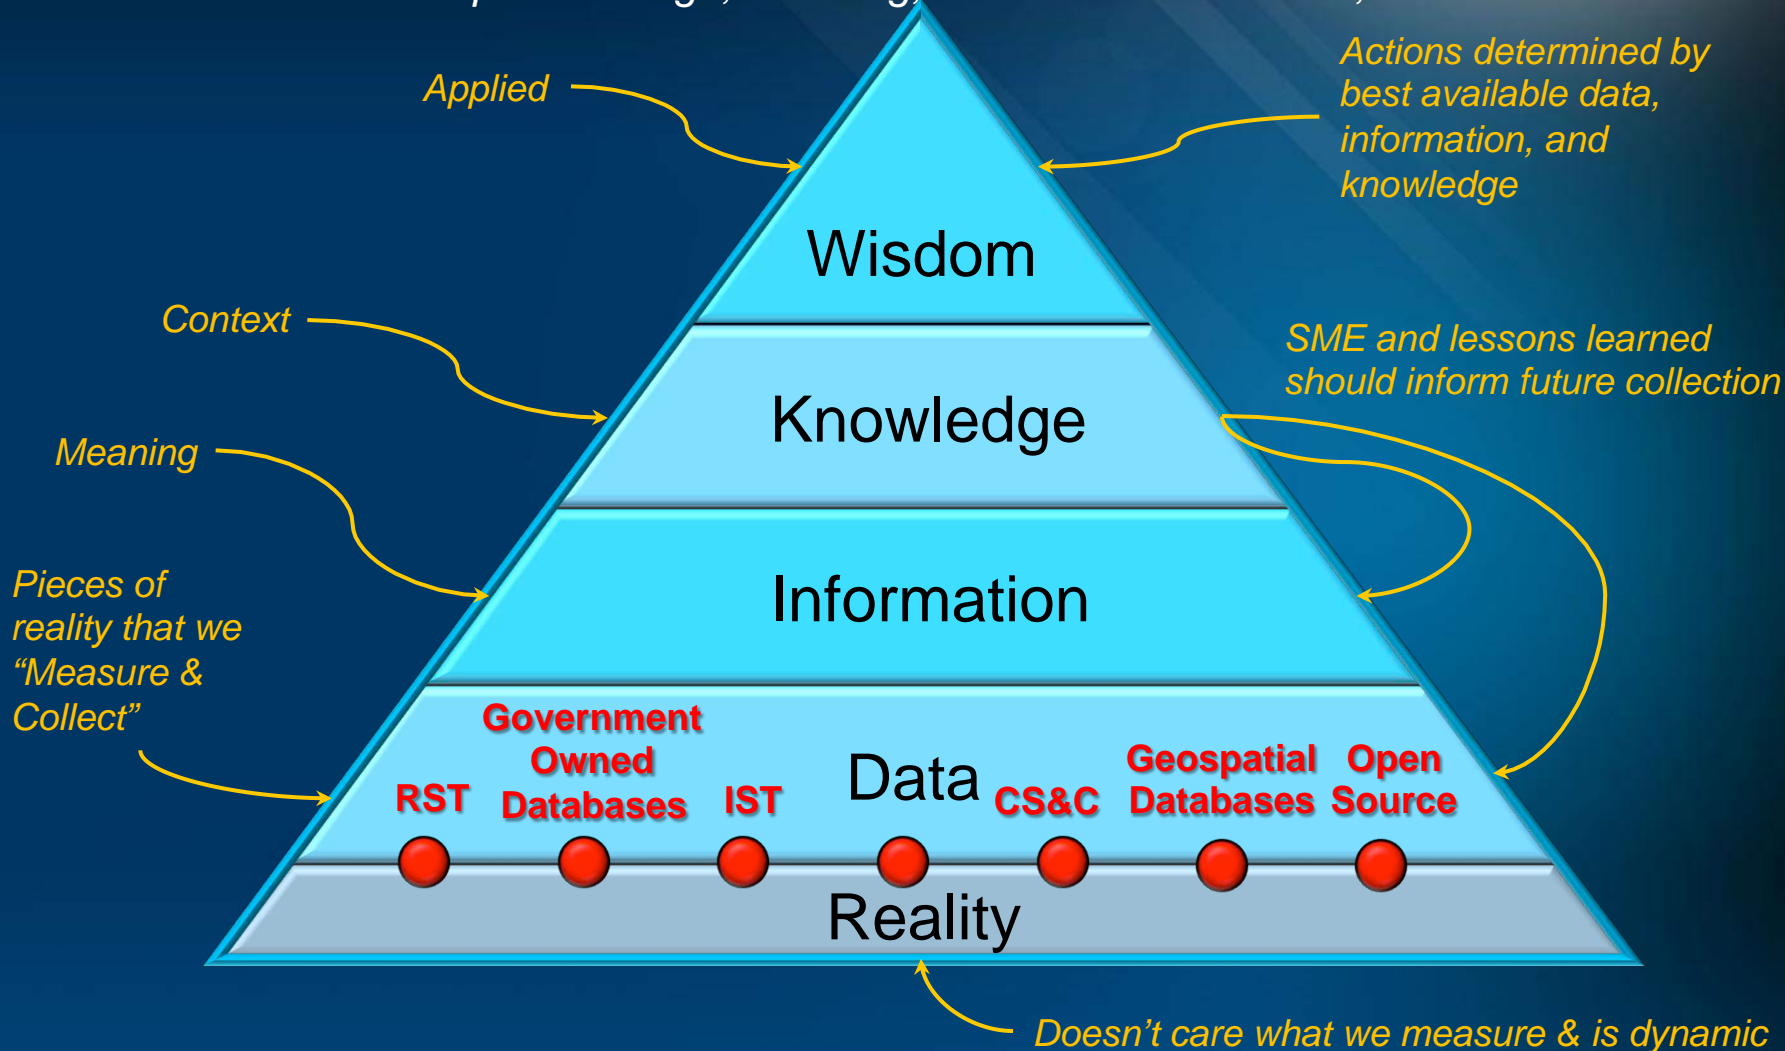 Applied
Actions determined by
best available data,
information, and
knowledge
Wisdom
Context
SME and lessons learned
should inform future collection
Knowledge
Meaning
Information
Pieces of
reality that we
“Measure &
Collect”
Government
Owned
Databases
RST
IST
Data
CS&C
Geospatial
Databases
Open
Source
Reality
Doesn’t care what we measure & is dynamic